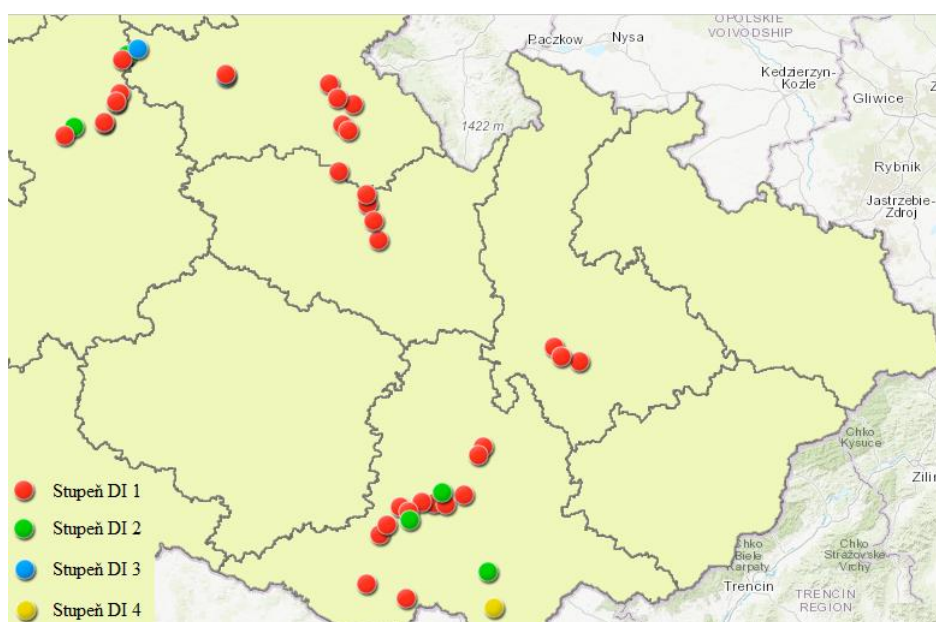 OPOLSKIE
VOIVODSHIP
Paczkow
Nysa
Kedzierzyn-
Kozle
Gliwice
1422 m
Rybnik
Jastrzebie-
Zdroj
Chko
Kysuce
Stupeň DI 1
Stupeň DI 2
Stupeň DI 3
Stupeň DI 4
Chko
Biele
Karpaty
Chko
Strazovske
Vrchy
Trencin
TRENCIN
REGION